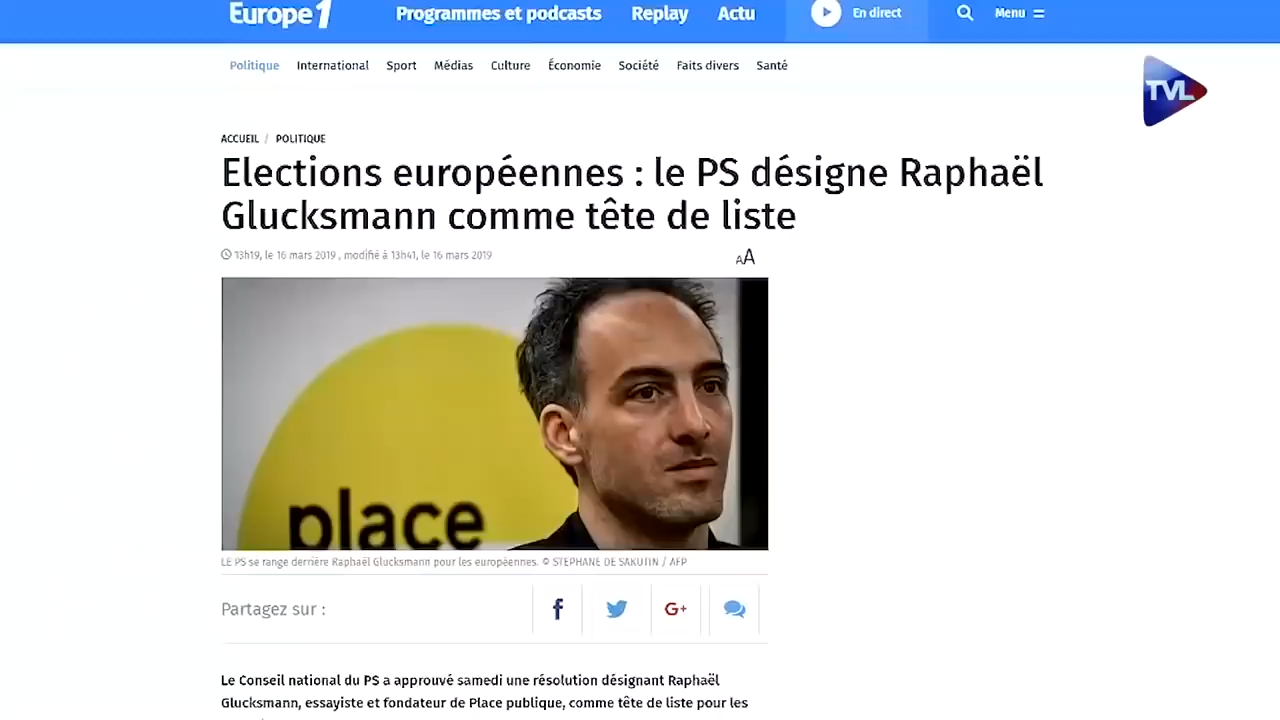 Europe 1
Programmes et podcasts Replay Actu En direct Menu
TVL
Politique International Sport Médias Culture Économie Société Faits divers Santé
ACCUEIL / POLITIQUE
Elections européennes : le PS désigne Raphaël
Glucksmann comme tête de liste
13h19, le 16 mars 2019 , modifié à 13h41, le 16 mars 2019
AA
place
LE PS se range derrière Raphaël Glucksmann pour les européennes. © STEPHANE DE SAKUTIN / AFP
Partagez sur :
f G+
Le Conseil national du PS a approuvé samedi une résolution désignant Raphaël
Glucksmann, essayiste et fondateur de Place publique, comme tête de liste pour les